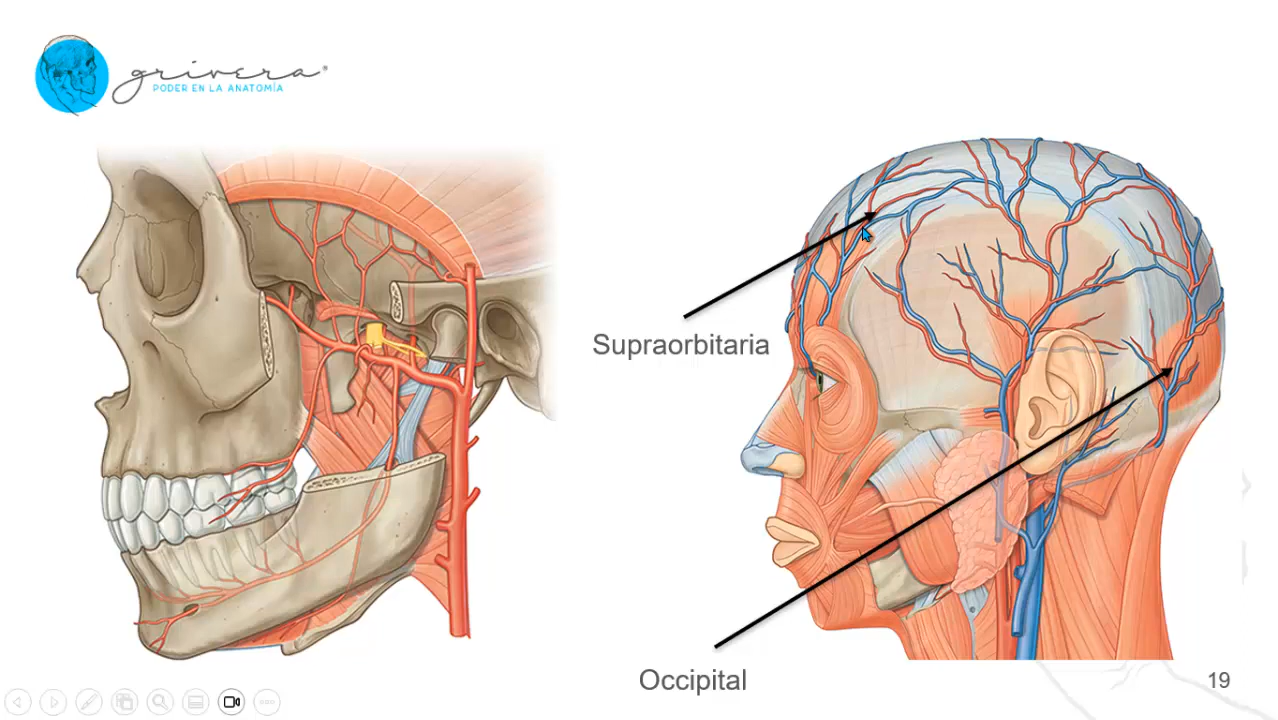 grivera®
PODER EN LA ANATOMÍA
Supraorbitaria
Occipital
19